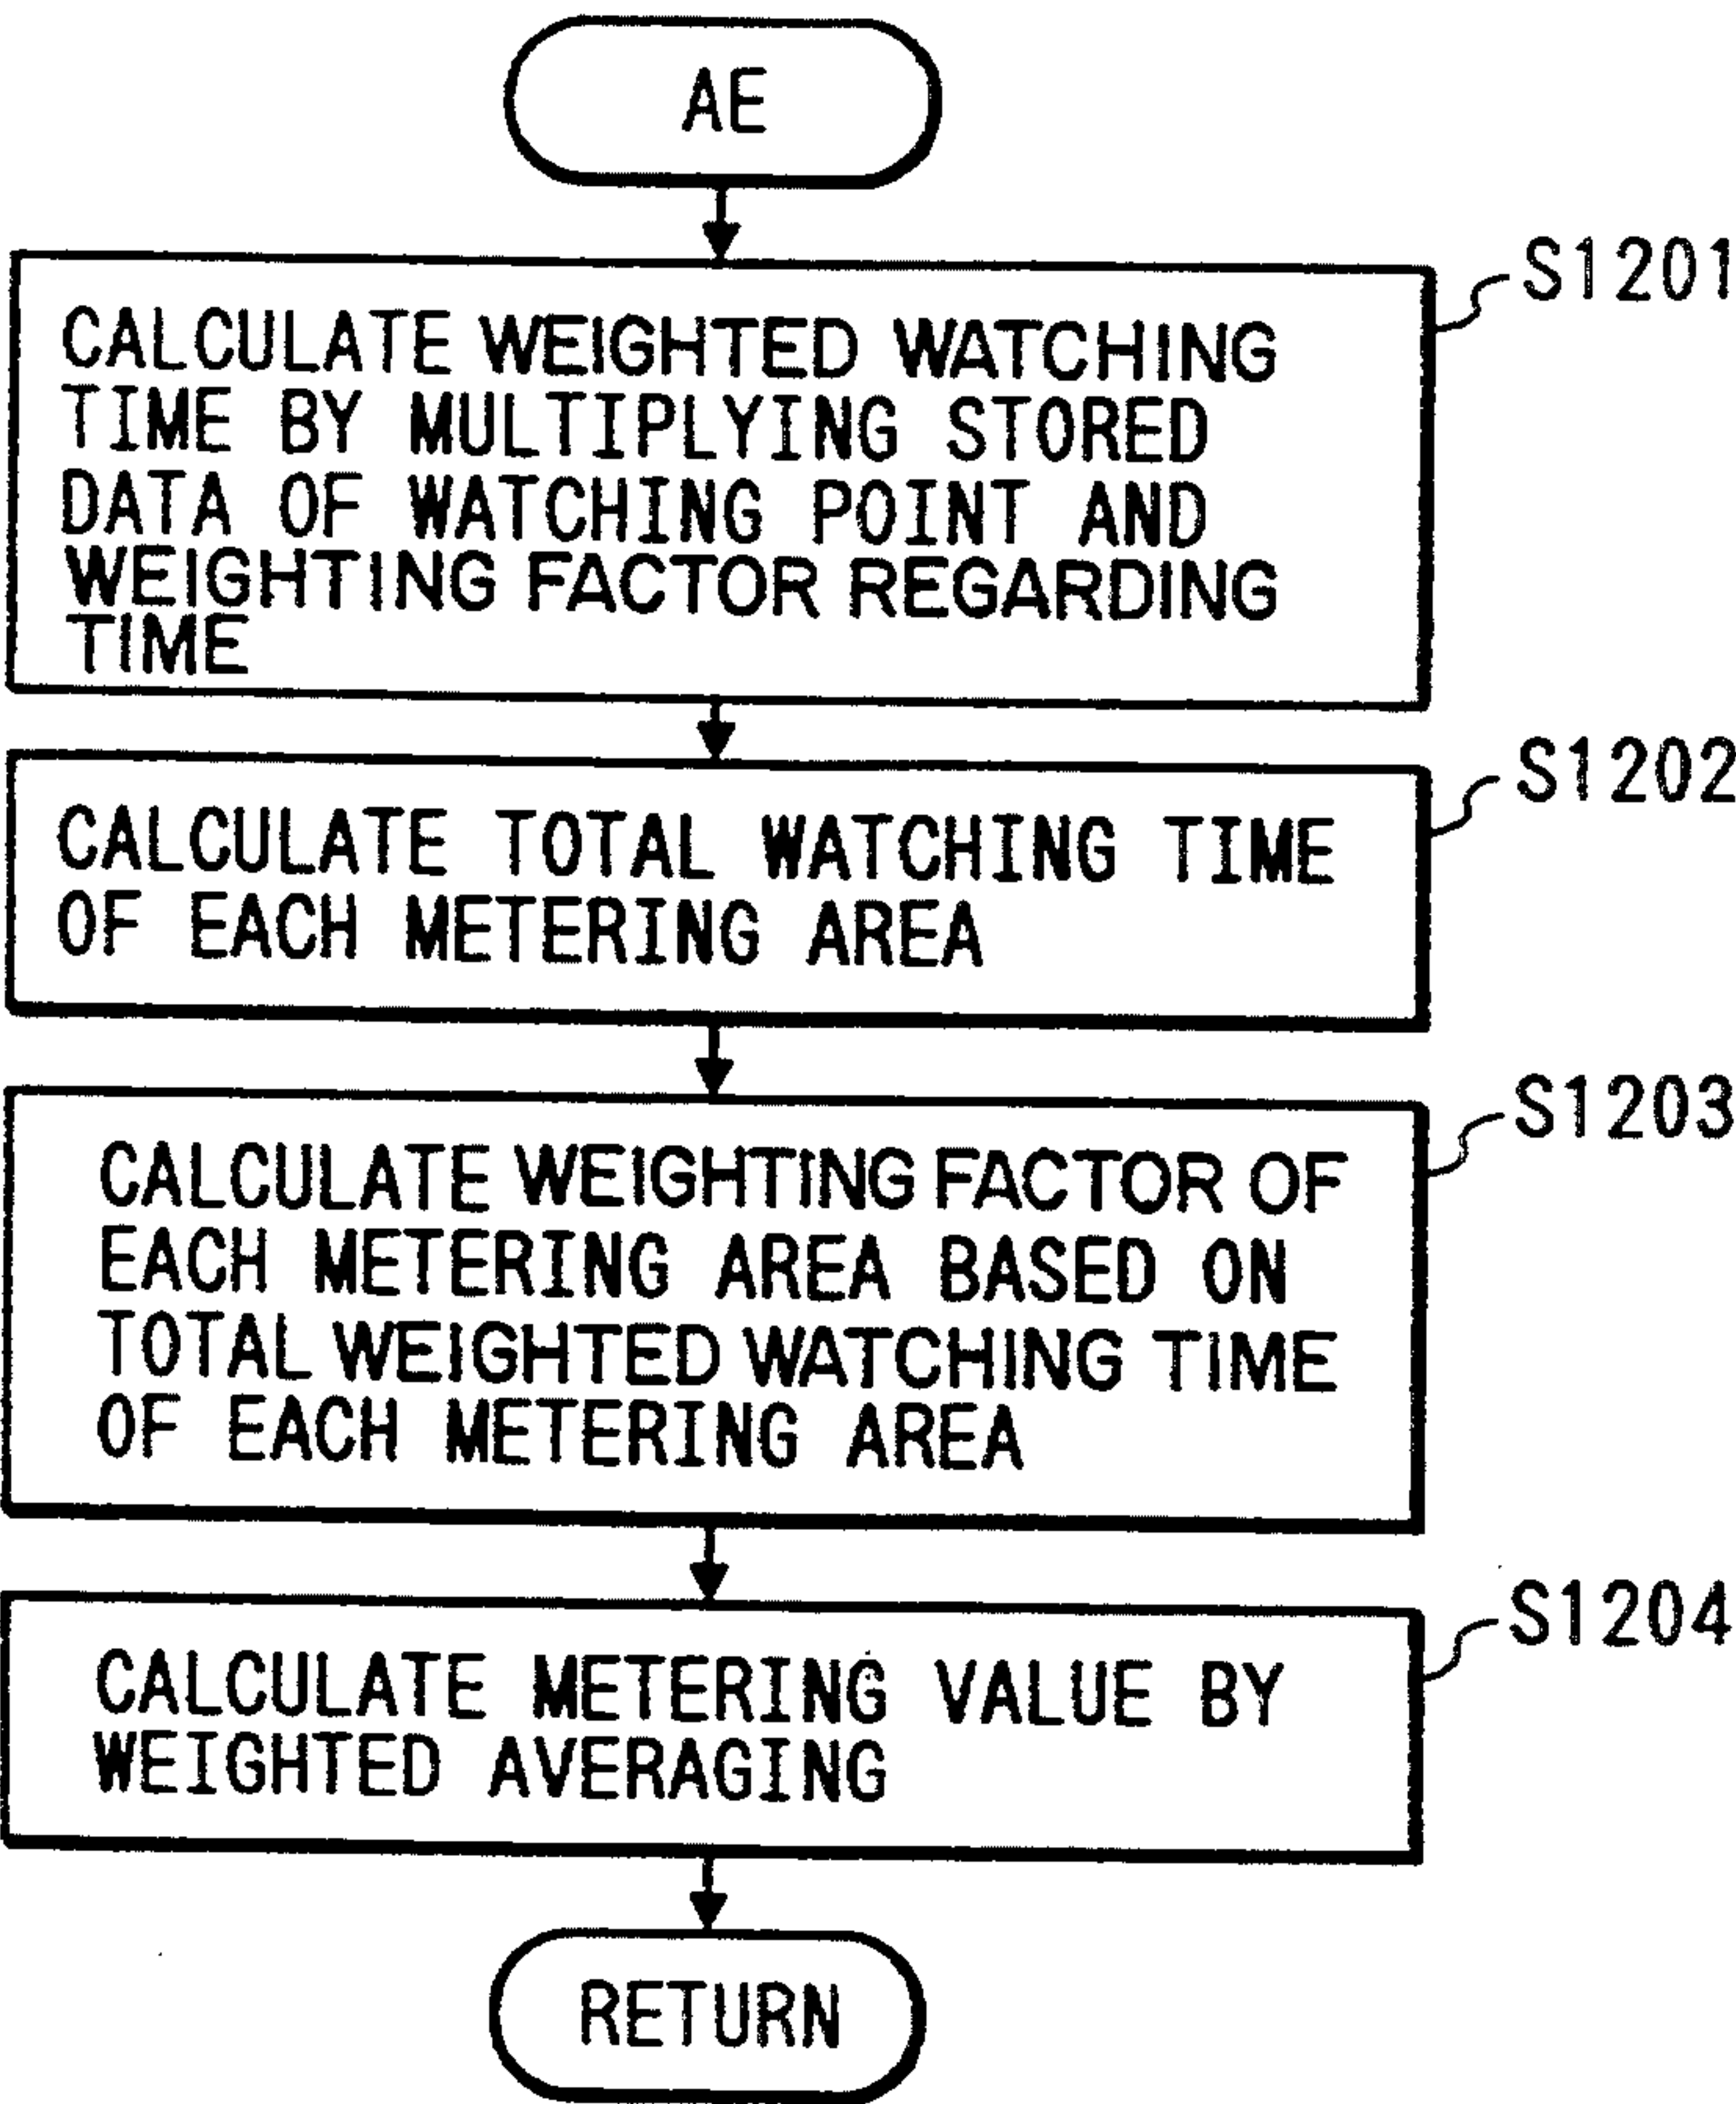 AE
S1201
CALCULATE WEIGHTED WATCHING
TIME BY MULTIPLYING STORED
DATA OF WATCHING POINT AND
WEIGHTING FACTOR REGARDING
TIME
S1202
CALCULATE TOTAL WATCHING TIME
OF EACH METERING AREA
S1203
CALCULATE WEIGHTING FACTOR OF
EACH METERING AREA BASED ON
TOTAL WEIGHTED WATCHING TIME
OF EACH METERING AREA
S1204
CALCULATE METERING VALUE BY
WEIGHTED AVERAGING
RETURN